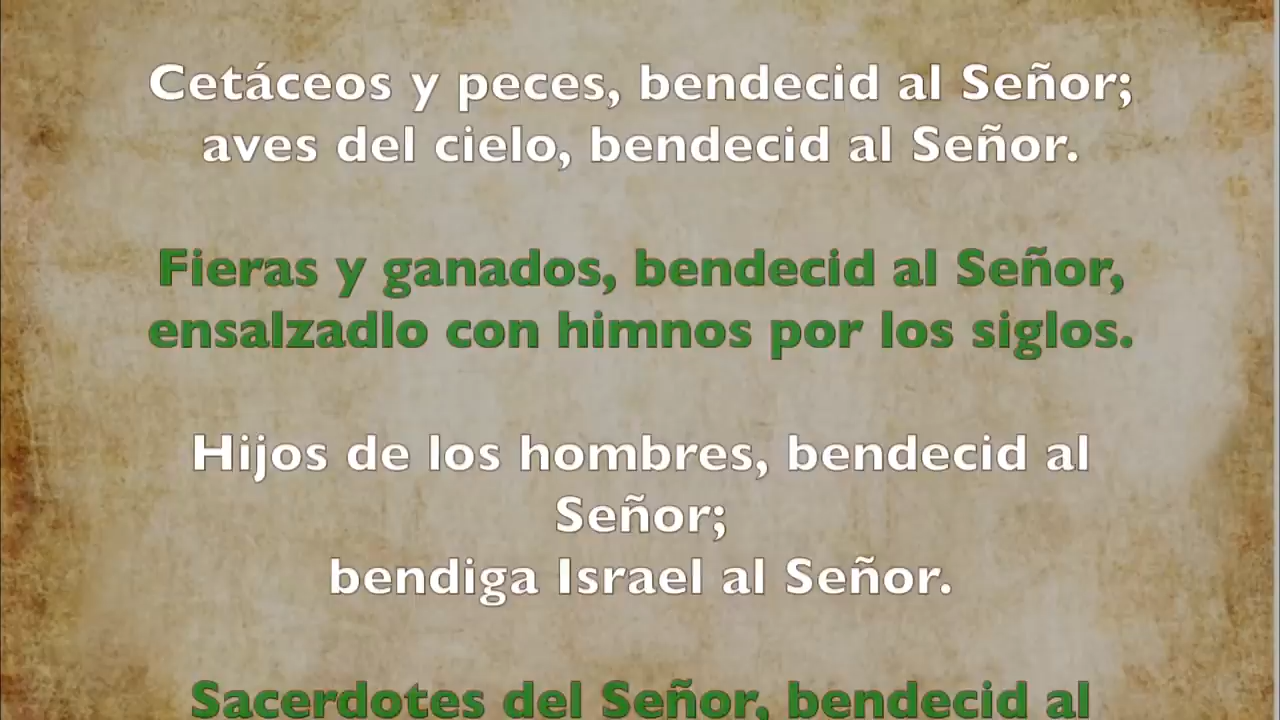 Cetáceos y peces, bendecid al Señor;
aves del cielo, bendecid al Señor.
Fieras y ganados, bendecid al Señor,
ensalzadlo con himnos por los siglos.
Hijos de los hombres, bendecid al
Señor;
bendiga Israel al Señor.
Sacerdotes del Señor, bendecid al